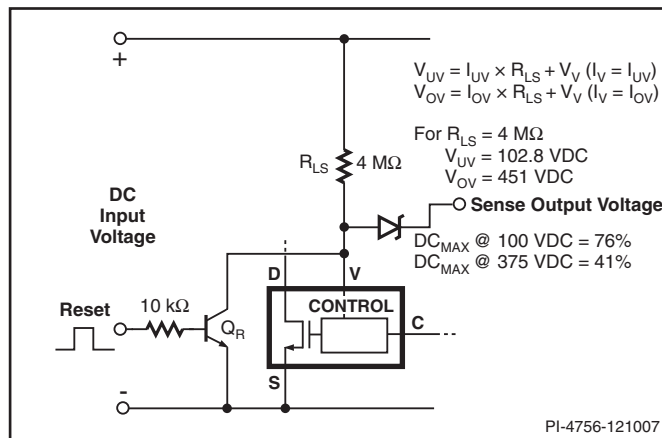 +
V_UV = I_UV × R_LS + V_V (I_V = I_UV)
V_OV = I_OV × R_LS + V_V (I_V = I_OV)
For R_LS = 4 MΩ
V_UV = 102.8 VDC
V_OV = 451 VDC
R_LS 4 MΩ
DC
Input
Voltage
Sense Output Voltage
DC_MAX @ 100 VDC = 76%
DC_MAX @ 375 VDC = 41%
D V
CONTROL
Reset 10 kΩ
Q_R
C
S
-
PI-4756-121007